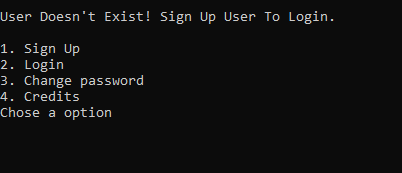 User Doesn't Exist! Sign Up User To Login.
1. Sign Up
2. Login
3. Change password
4. Credits
Chose a option